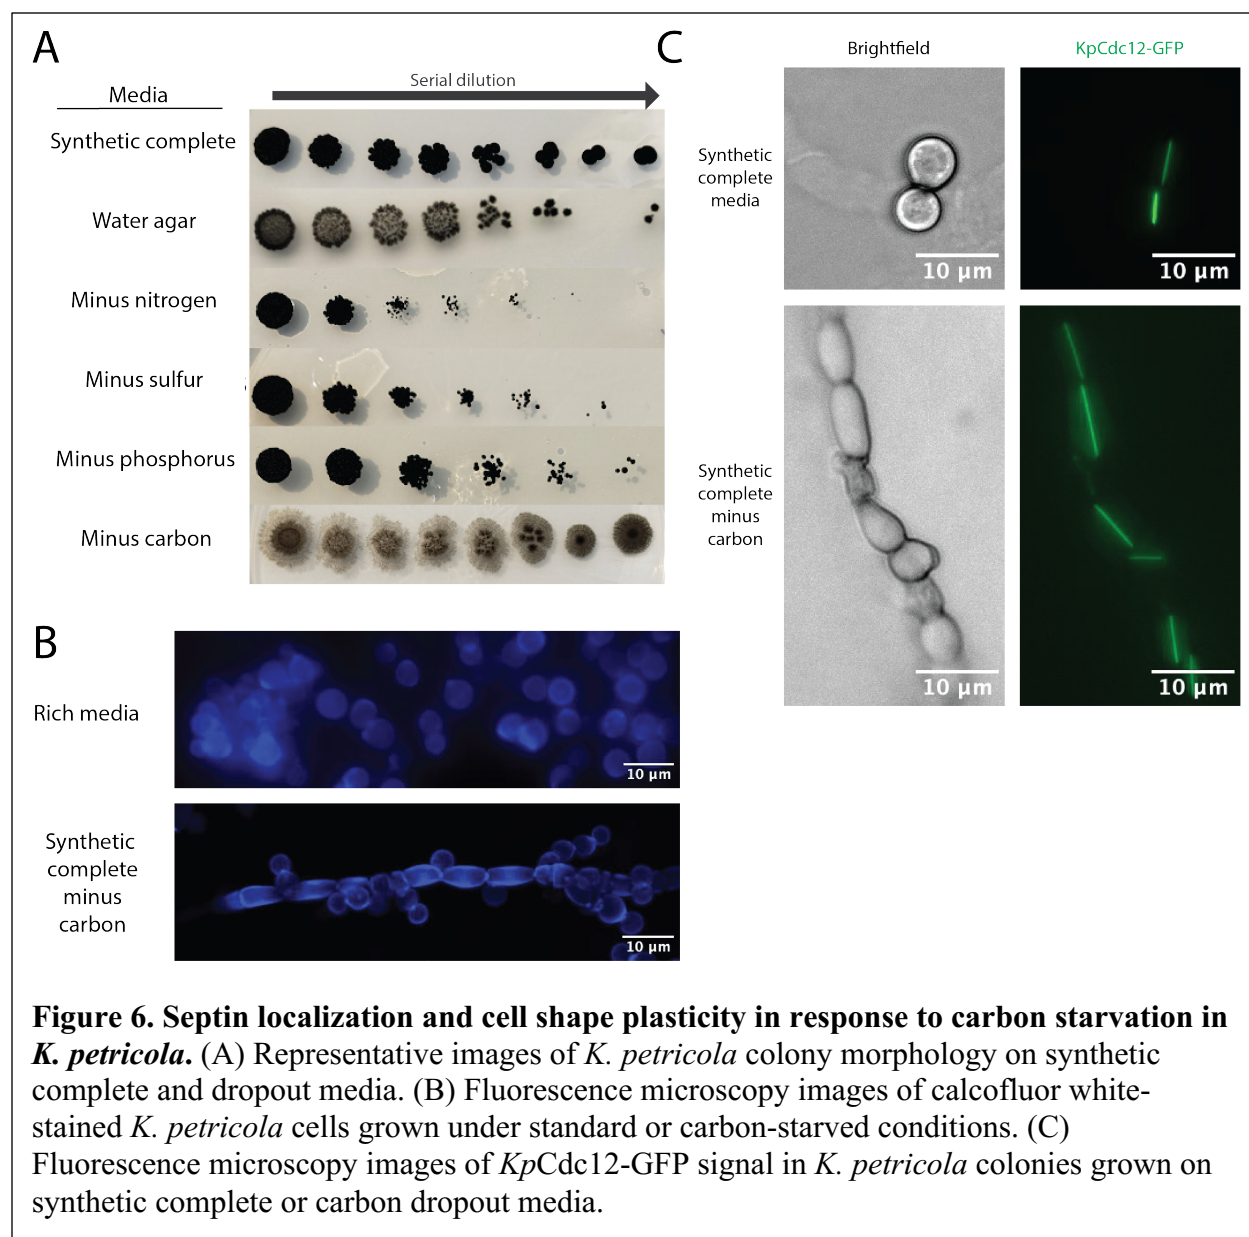 A
Serial dilution
Media
Synthetic complete
Water agar
Minus nitrogen
Minus sulfur
Minus phosphorus
Minus carbon
B
Rich media
10 µm
Synthetic
complete
minus
carbon
10 µm
C
Brightfield
KpCdc12-GFP
Synthetic
complete
media
10 µm
10 µm
Synthetic
complete
minus
carbon
10 µm
10 µm
Figure 6. Septin localization and cell shape plasticity in response to carbon starvation in
K. petricola. (A) Representative images of K. petricola colony morphology on synthetic
complete and dropout media. (B) Fluorescence microscopy images of calcofluor white-
stained K. petricola cells grown under standard or carbon-starved conditions. (C)
Fluorescence microscopy images of KpCdc12-GFP signal in K. petricola colonies grown on
synthetic complete or carbon dropout media.